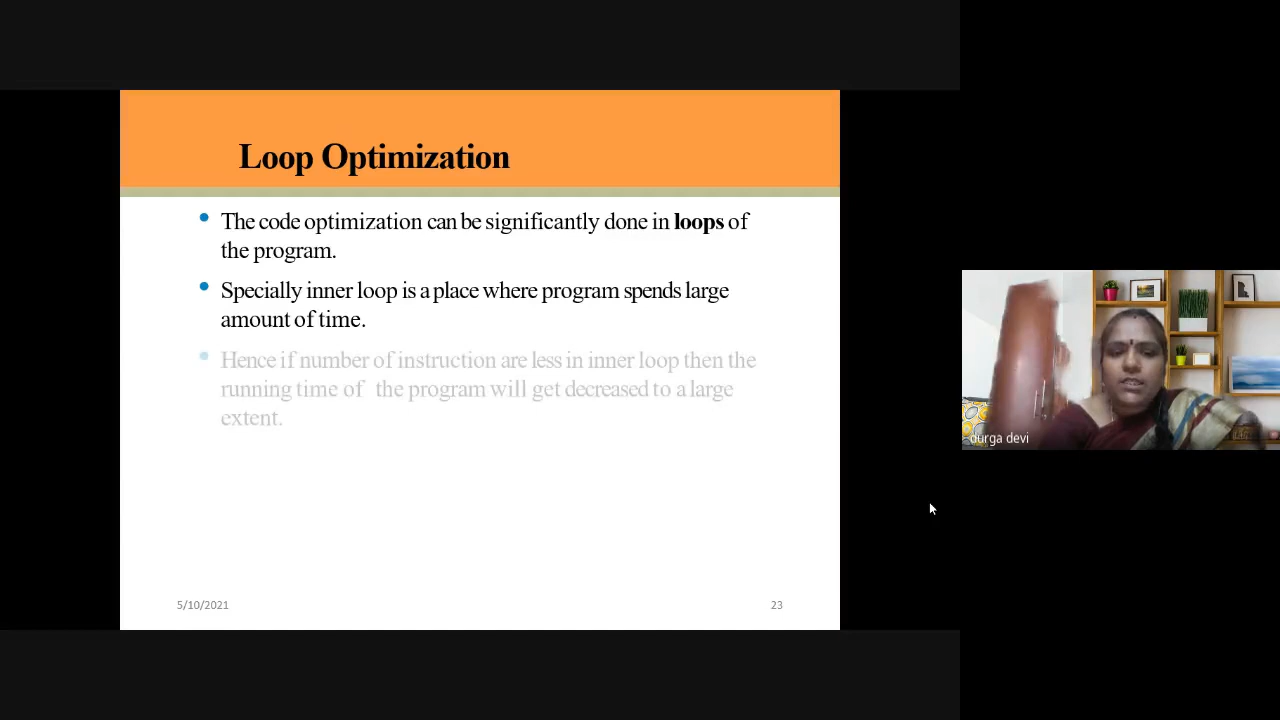 Loop Optimization
The code optimization can be significantly done in loops of
the program.
Specially inner loop is a place where program spends large
amount of time.
Hence if number of instruction are less in inner loop then the
running time of the program will get decreased to a large
extent.
5/10/2021
23
durga devi